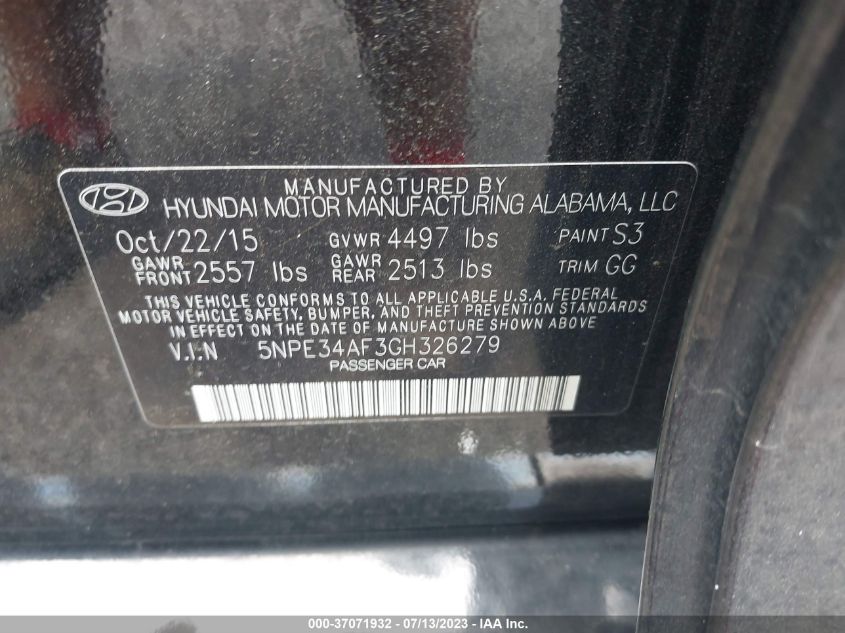 MANUFACTURED BY
HYUNDAI MOTOR MANUFACTURING ALABAMA, LLC
Oct/22/15 GVWR 4497 lbs PAINT S3
GAWR FRONT 2557 lbs GAWR REAR 2513 lbs TRIM GG
THIS VEHICLE CONFORMS TO ALL APPLICABLE U.S.A. FEDERAL
MOTOR VEHICLE SAFETY, BUMPER, AND THEFT PREVENTION STANDARDS
IN EFFECT ON THE DATE OF MANUFACTURE SHOWN ABOVE
V.I.N 5NPE34AF3GH326279
PASSENGER CAR
000-37071932 - 07/13/2023 - IAA Inc.